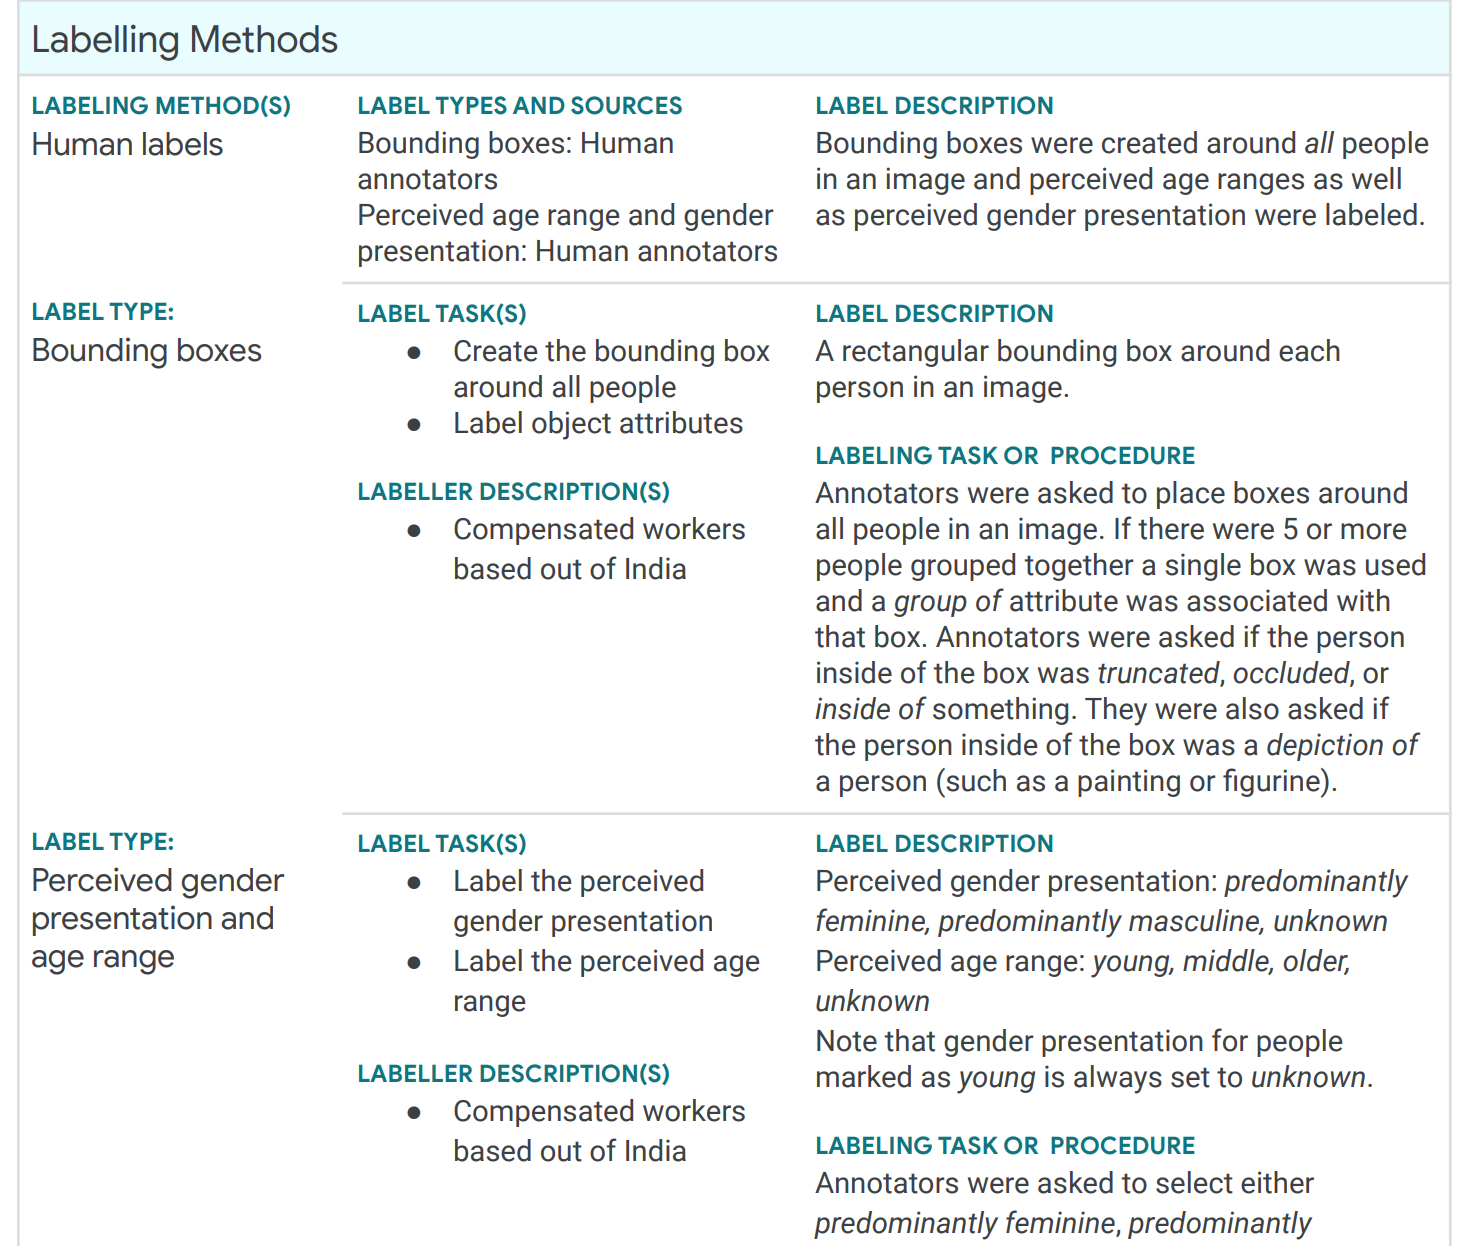 Labelling Methods
LABELING METHOD(S)
Human labels
LABEL TYPES AND SOURCES
Bounding boxes: Human
annotators
Perceived age range and gender
presentation: Human annotators
LABEL DESCRIPTION
Bounding boxes were created around all people
in an image and perceived age ranges as well
as perceived gender presentation were labeled.
LABEL TYPE:
Bounding boxes
LABEL TASK(S)
● Create the bounding box
around all people
● Label object attributes
LABELLER DESCRIPTION(S)
● Compensated workers
based out of India
LABEL DESCRIPTION
A rectangular bounding box around each
person in an image.
LABELING TASK OR PROCEDURE
Annotators were asked to place boxes around
all people in an image. If there were 5 or more
people grouped together a single box was used
and a group of attribute was associated with
that box. Annotators were asked if the person
inside of the box was truncated, occluded, or
inside of something. They were also asked if
the person inside of the box was a depiction of
a person (such as a painting or figurine).
LABEL TYPE:
Perceived gender
presentation and
age range
LABEL TASK(S)
● Label the perceived
gender presentation
● Label the perceived age
range
LABELLER DESCRIPTION(S)
● Compensated workers
based out of India
LABEL DESCRIPTION
Perceived gender presentation: predominantly
feminine, predominantly masculine, unknown
Perceived age range: young, middle, older,
unknown
Note that gender presentation for people
marked as young is always set to unknown.
LABELING TASK OR PROCEDURE
Annotators were asked to select either
predominantly feminine, predominantly